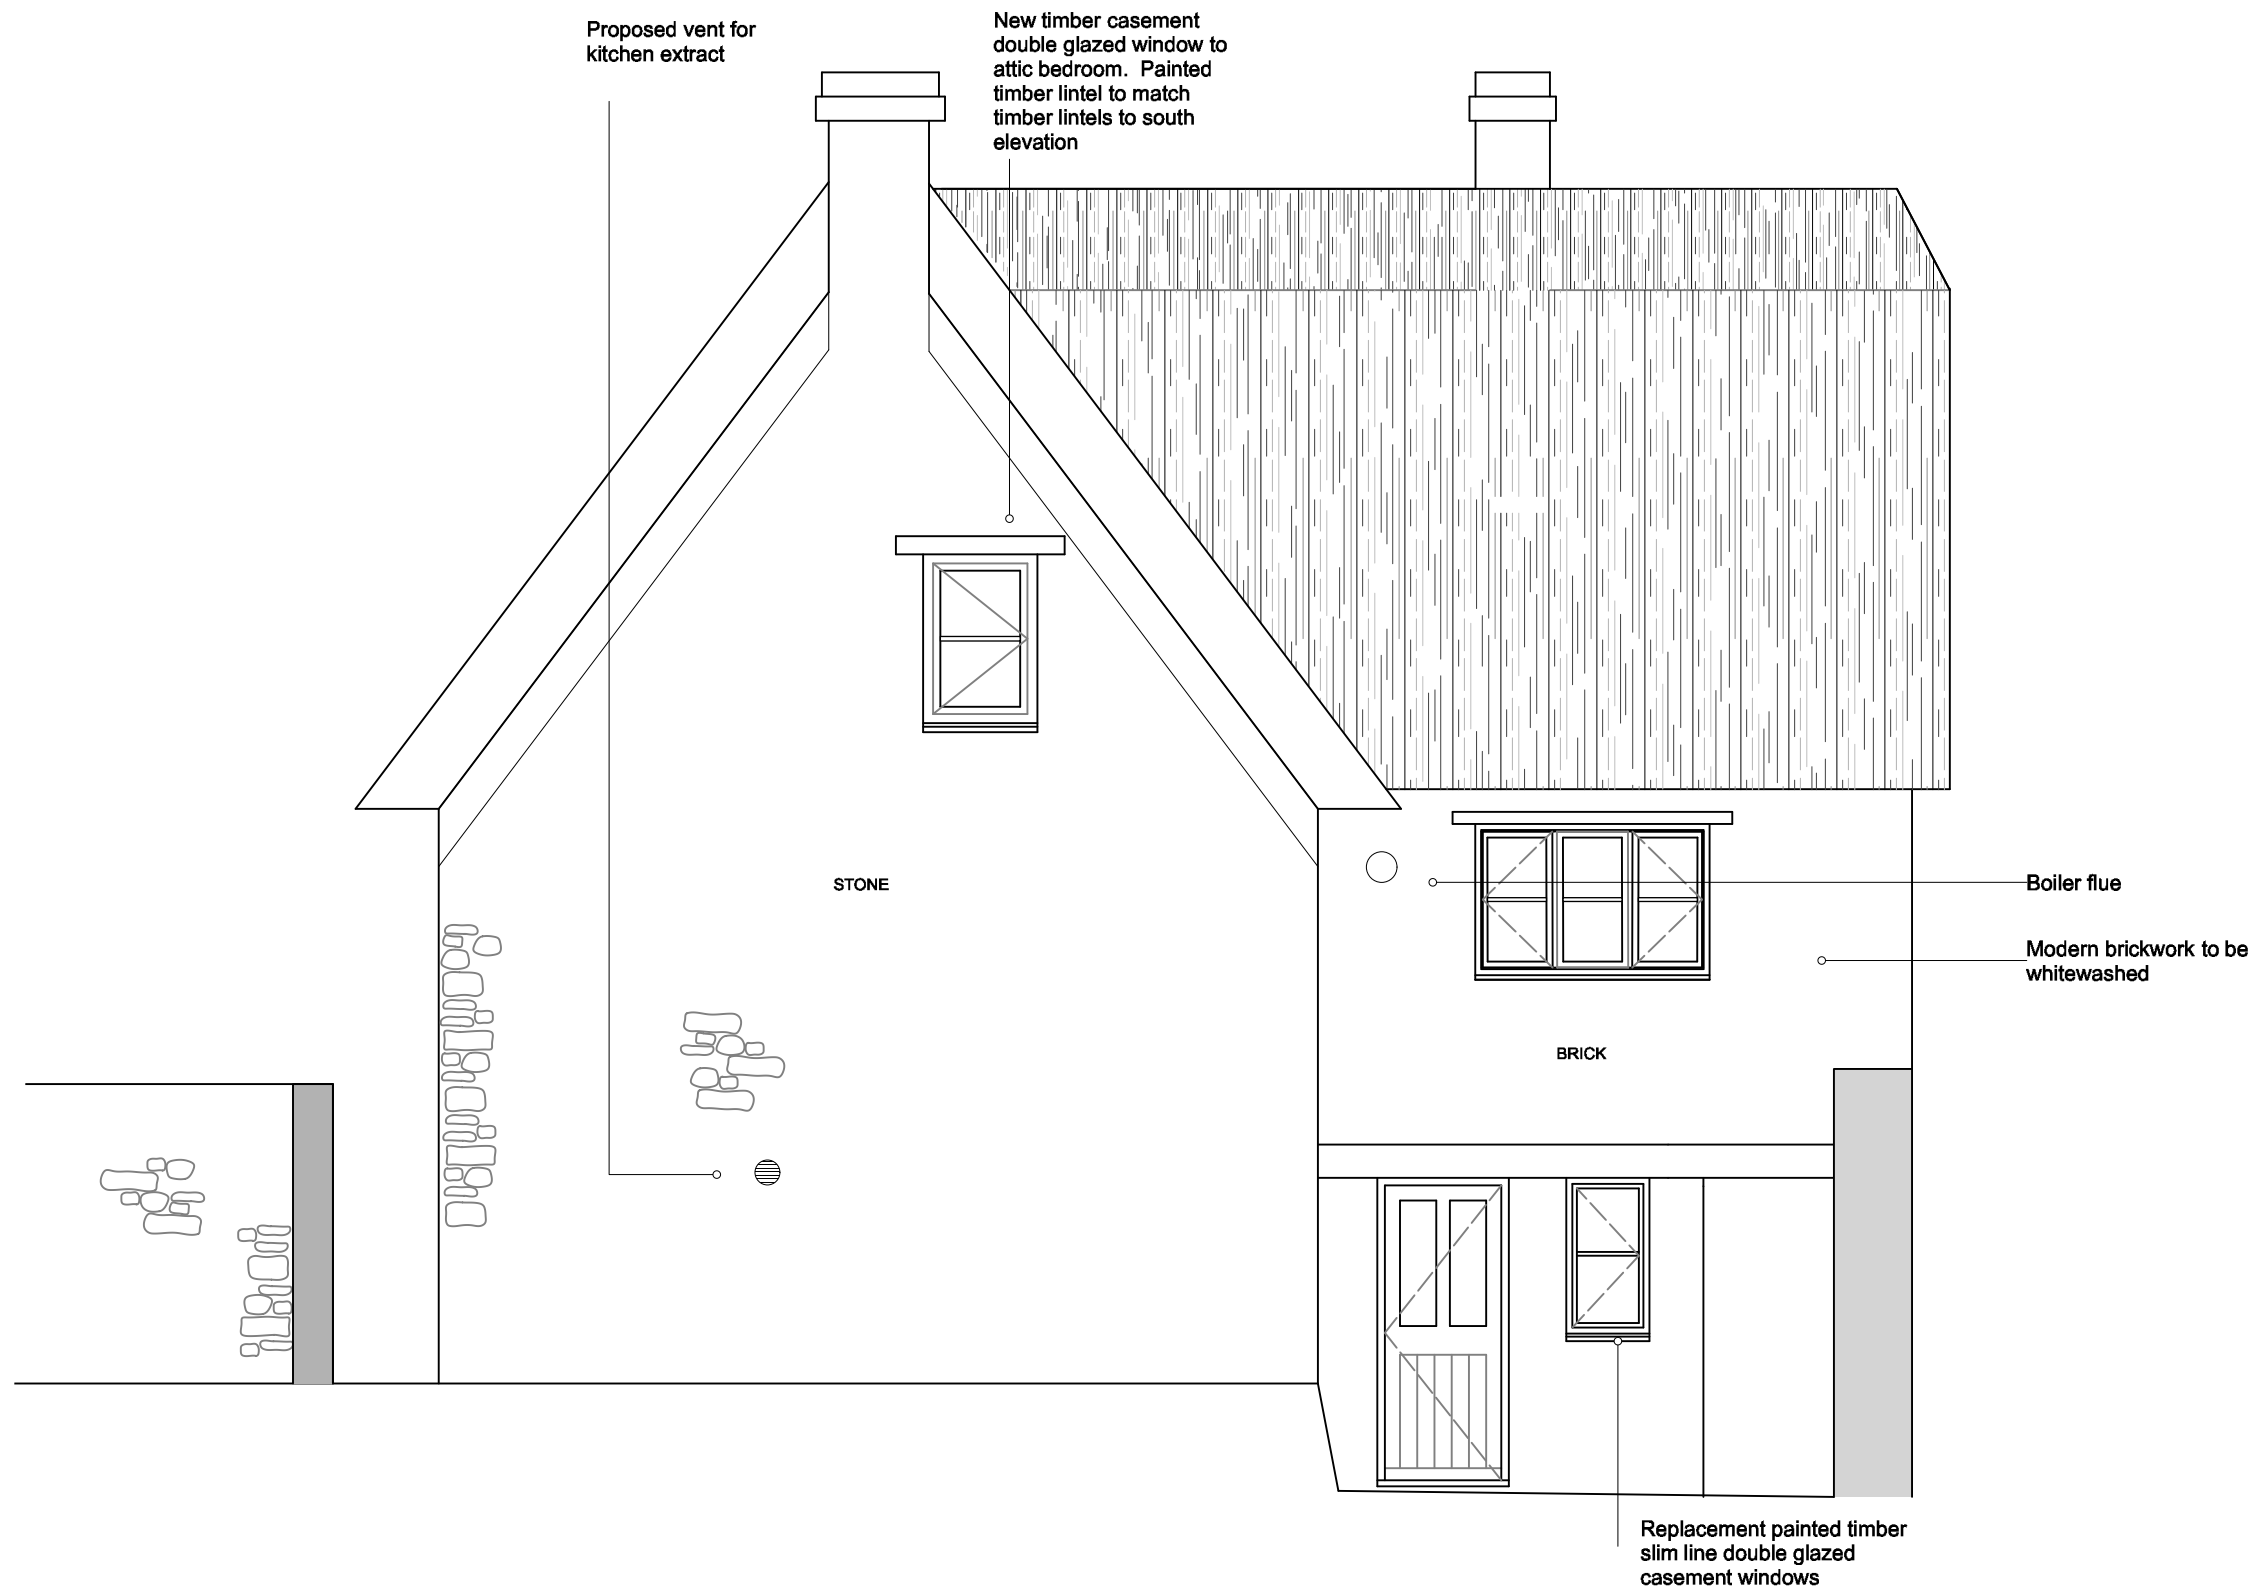 Proposed vent for
kitchen extract
New timber casement
double glazed window to
attic bedroom.  Painted
timber lintel to match
timber lintels to south
elevation
STONE
Boiler flue
Modern brickwork to be
whitewashed
BRICK
Replacement painted timber
slim line double glazed
casement windows